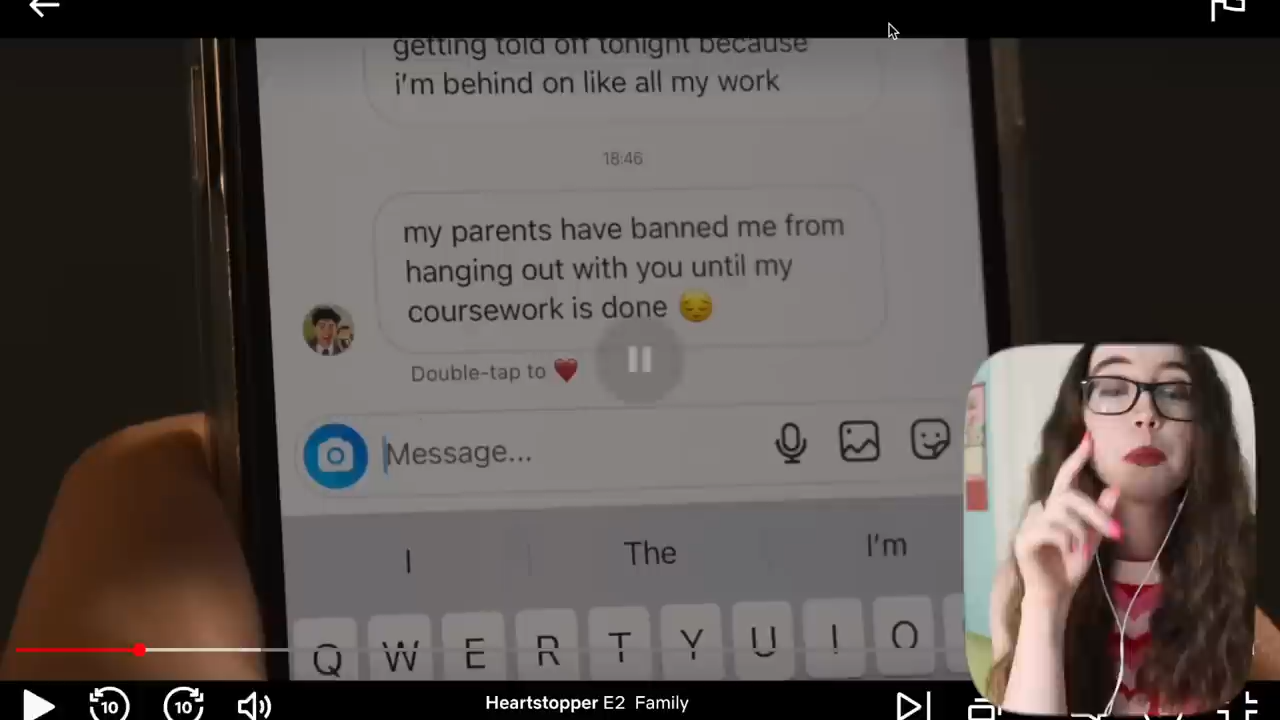 getting told off tonight because
i'm behind on like all my work
18:46
my parents have banned me from
hanging out with you until my
coursework is done 😔
Double-tap to ❤️
Message...
I The I'm
Q W E R T Y U I O
10 10 Heartstopper E2 Family